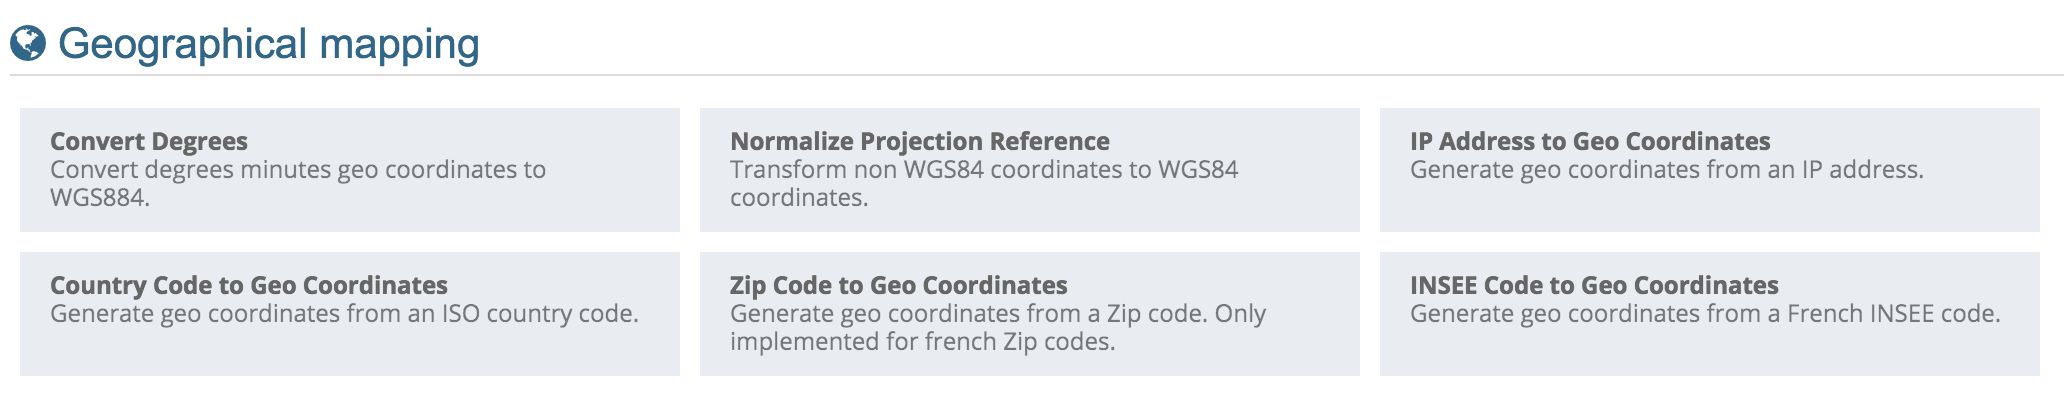 Geographical mapping
Convert Degrees
Convert degrees minutes geo coordinates to
WGS884.
Normalize Projection Reference
Transform non WGS84 coordinates to WGS84
coordinates.
IP Address to Geo Coordinates
Generate geo coordinates from an IP address.
Country Code to Geo Coordinates
Generate geo coordinates from an ISO country code.
Zip Code to Geo Coordinates
Generate geo coordinates from a Zip code. Only
implemented for french Zip codes.
INSEE Code to Geo Coordinates
Generate geo coordinates from a French INSEE code.